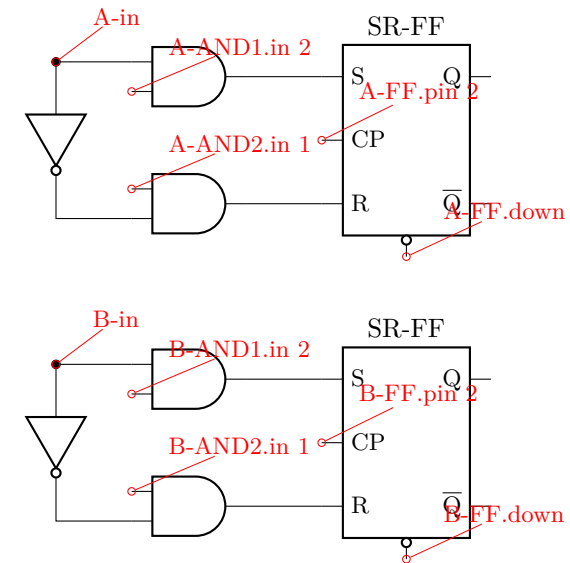 A-in
SR-FF
A-AND1.in 2
S
Q
A-FF.pin 2
CP
A-AND2.in 1
R
Q̅
A-FF.down
B-in
SR-FF
B-AND1.in 2
S
Q
B-FF.pin 2
CP
B-AND2.in 1
R
Q̅
B-FF.down